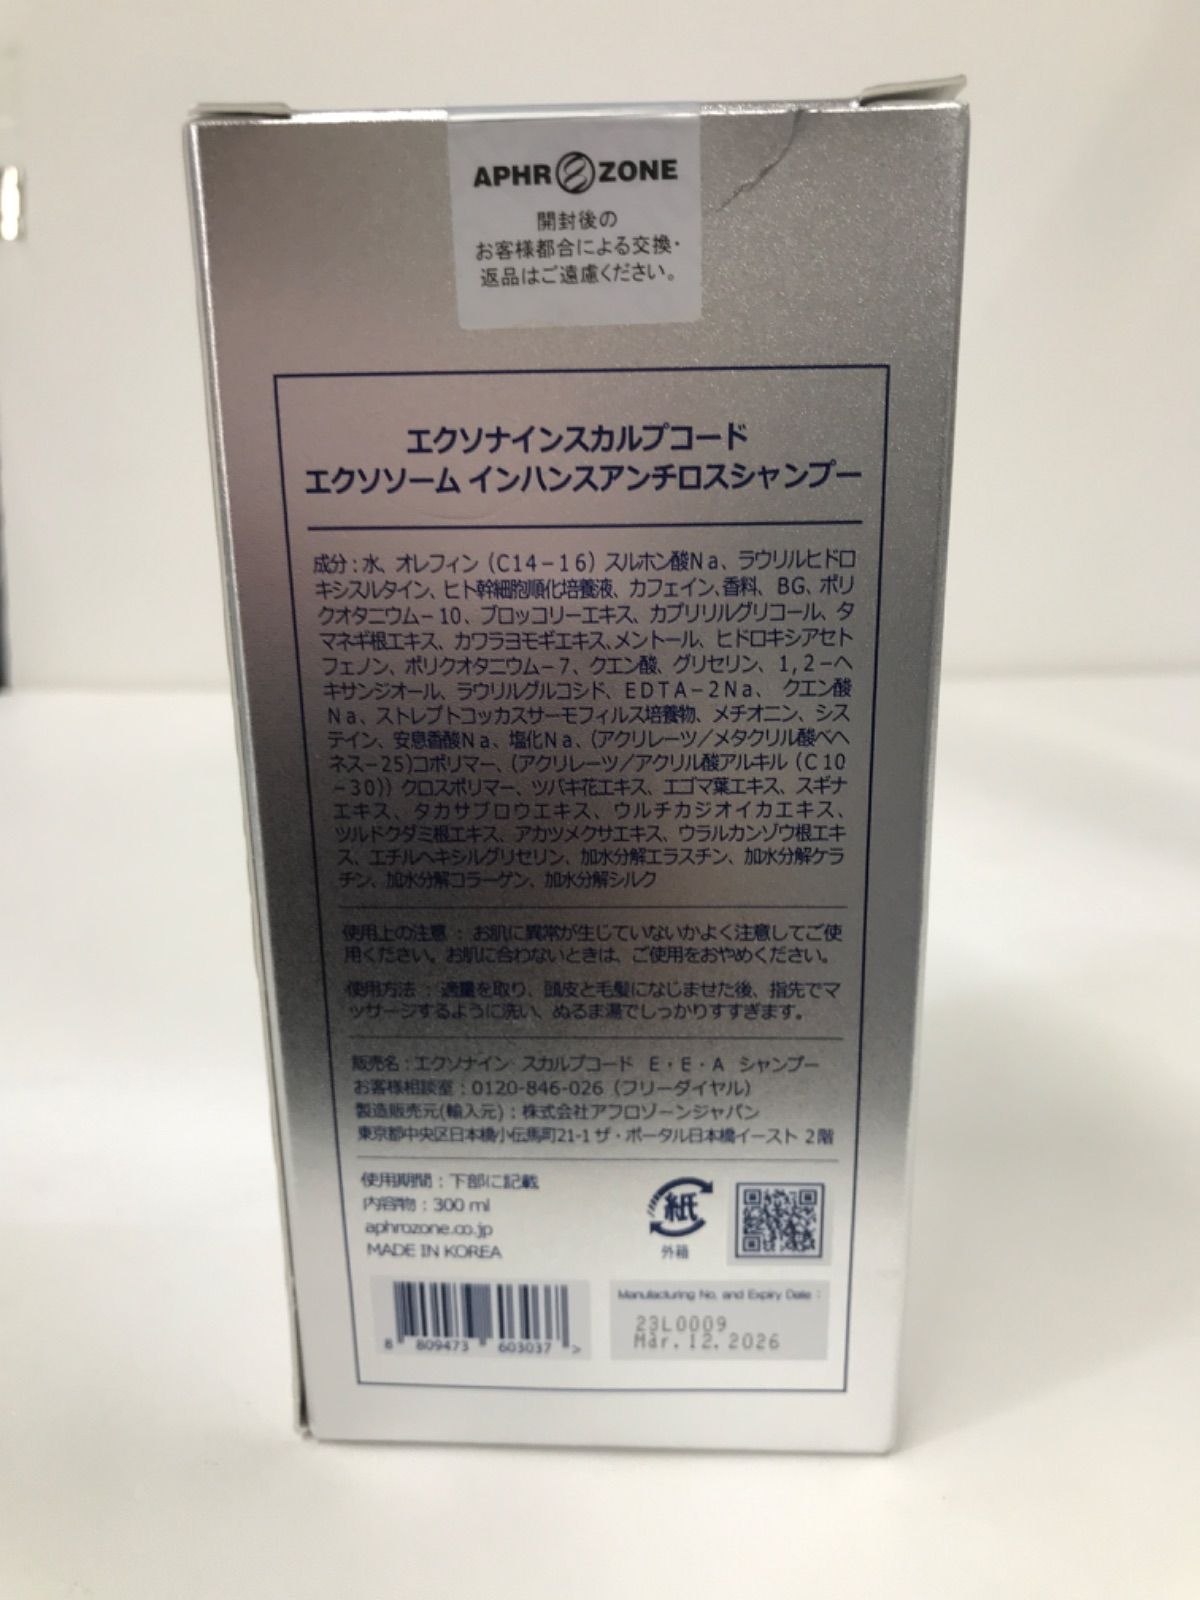 APHROZONE
開封後の
お客様都合による交換・
返品はご遠慮ください。
エクソナインスカルプコード
エクソソーム インハンスアンチロスシャンプー
成分：水、オレフィン（C14－16）スルホン酸Na、ラウリルヒドロ
キシスルタイン、ヒト幹細胞順化培養液、カフェイン、香料、BG、ポリ
クオタニウム－10、ブロッコリーエキス、カプリリルグリコール、タ
マネギ根エキス、カワラヨモギエキス、メントール、ヒドロキシアセト
フェノン、ポリクオタニウム－7、クエン酸、グリセリン、1,2－ヘ
キサンジオール、ラウリルグルコシド、EDTA－2Na、クエン酸
Na、ストレプトコッカスサーモフィルス培養物、メチオニン、シス
テイン、安息香酸Na、塩化Na、（アクリレーツ／メタクリル酸ベヘ
ネス－25)コポリマー、（アクリレーツ／アクリル酸アルキル（C10
－30)）クロスポリマー、ツバキ花エキス、エゴマ葉エキス、スギナ
エキス、タカサブロウエキス、ウルチカジオイカエキス、
ツルドクダミ根エキス、アカツメクサエキス、ウラルカンゾウ根エキ
ス、エチルヘキシルグリセリン、加水分解エラスチン、加水分解ケラ
チン、加水分解コラーゲン、加水分解シルク
使用上の注意：お肌に異常が生じていないかよく注意してご使
用ください。お肌に合わないときは、ご使用をおやめください。
使用方法：適量を取り、頭皮と毛髪になじませた後、指先でマ
ッサージするように洗い、ぬるま湯でしっかりすすぎます。
販売名：エクソナイン スカルプコード E・E・A シャンプー
お客様相談室：0120-846-026（フリーダイヤル）
製造販売元(輸入元)：株式会社アフロゾーンジャパン
東京都中央区日本橋小伝馬町21-1 ザ・ポータル日本橋イースト 2階
使用期間：下部に記載
内容物：300 ml
aphrozone.co.jp
MADE IN KOREA
紙
外箱
Manufacturing No. and Expiry Date :
23L0009
Mar.12.2026
8 809473 603037 >